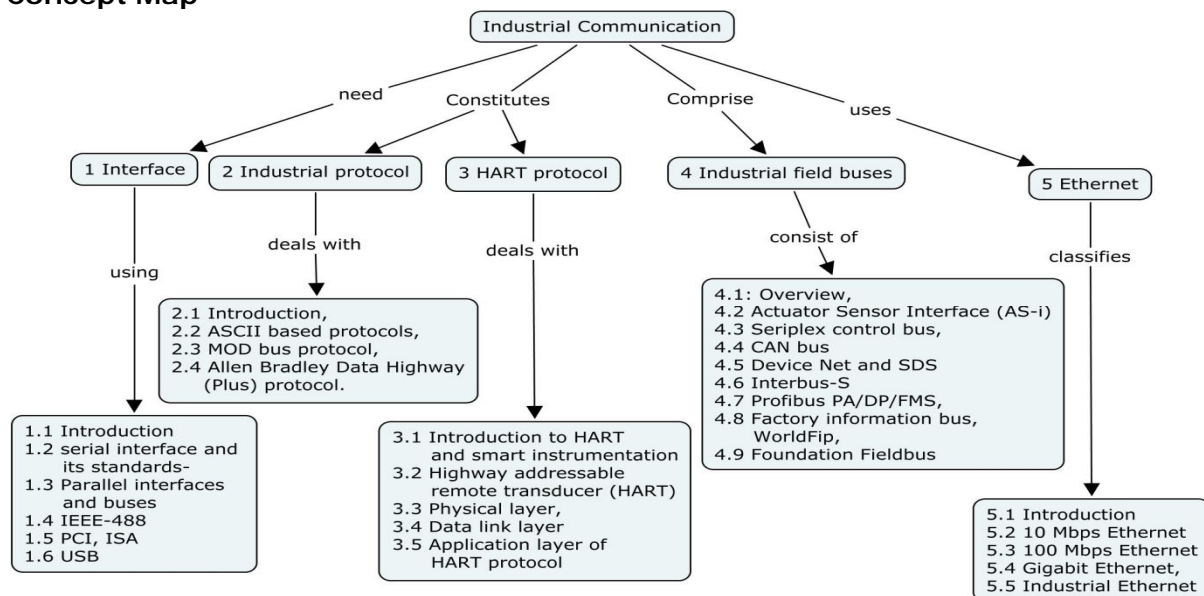 Concept Map
Industrial Communication
need
Constitutes
Comprise
uses
1 Interface
2 Industrial protocol
3 HART protocol
4 Industrial field buses
5 Ethernet
using
deals with
deals with
consist of
classifies
1.1 Introduction
1.2 serial interface and
its standards-
1.3 Parallel interfaces
and buses
1.4 IEEE-488
1.5 PCI, ISA
1.6 USB
2.1 Introduction,
2.2 ASCII based protocols,
2.3 MOD bus protocol,
2.4 Allen Bradley Data Highway
(Plus) protocol.
3.1 Introduction to HART
and smart instrumentation
3.2 Highway addressable
remote transducer (HART)
3.3 Physical layer,
3.4 Data link layer
3.5 Application layer of
HART protocol
4.1: Overview,
4.2 Actuator Sensor Interface (AS-i)
4.3 Seriplex control bus,
4.4 CAN bus
4.5 Device Net and SDS
4.6 Interbus-S
4.7 Profibus PA/DP/FMS,
4.8 Factory information bus,
WorldFip,
4.9 Foundation Fieldbus
5.1 Introduction
5.2 10 Mbps Ethernet
5.3 100 Mbps Ethernet
5.4 Gigabit Ethernet,
5.5 Industrial Ethernet